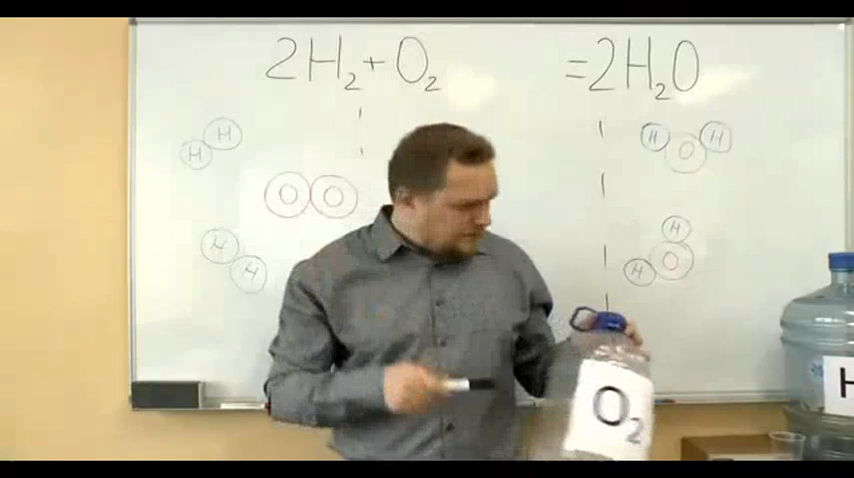 2H₂ + O₂ = 2H₂O
H H
H H
O O
H O H
H
H O
H
O₂
H